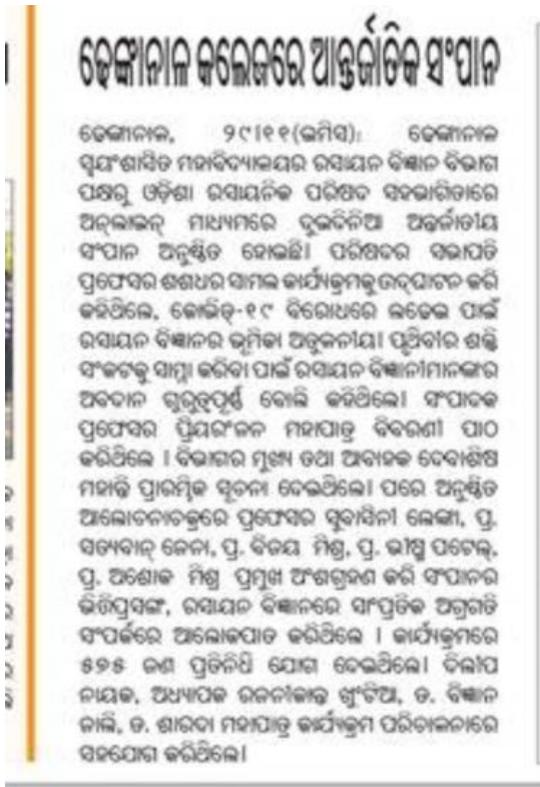 ଢେଙ୍କାନାଳ କଲେଜରେ ଆନ୍ତର୍ଜାତିକ ସଂପାନ
ଢେଙ୍କାନାଳ, ୨୯।୧୧(ଇମିସ): ଢେଙ୍କାନାଳ
ସ୍ୱୟଂଶାସିତ ମହାବିଦ୍ୟାଳୟର ରସାୟନ ବିଜ୍ଞାନ ବିଭାଗ
ପକ୍ଷରୁ ଓଡ଼ିଶା ରସାୟନିକ ପରିଷଦ ସହଭାଗିତାରେ
ଅନ୍‌ଲାଇନ୍ ମାଧ୍ୟମରେ ଦୁଇଦିନିଆ ଅନ୍ତର୍ଜାତୀୟ
ସଂପାନ ଅନୁଷ୍ଠିତ ହୋଇଛି। ପରିଷଦର ସଭାପତି
ପ୍ରଫେସର ଶଶଧର ସାମଲ କାର୍ଯ୍ୟକ୍ରମକୁ ଉଦ୍‌ଘାଟନ କରି
କହିଥିଲେ, କୋଭିଡ୍-୧୯ ବିରୋଧରେ ଲଢେଇ ପାଇଁ
ରସାୟନ ବିଜ୍ଞାନର ଭୂମିକା ଅତୁଳନୀୟ। ପୃଥିବୀର ଶକ୍ତି
ସଂକଟକୁ ସାମ୍ନା କରିବା ପାଇଁ ରସାୟନ ବିଜ୍ଞାନୀମାନଙ୍କର
ଅବଦାନ ଗୁରୁତ୍ୱପୂର୍ଣ୍ଣ ବୋଲି କହିଥିଲେ। ସଂପାଦକ
ପ୍ରଫେସର ପ୍ରିୟରଂଜନ ମହାପାତ୍ର ବିବରଣୀ ପାଠ
କରିଥିଲେ । ବିଭାଗର ମୁଖ୍ୟ ତଥା ଆବାହକ ଦେବାଶିଷ
ମହାନ୍ତି ପ୍ରାରମ୍ଭିକ ସୂଚନା ଦେଇଥିଲେ। ପରେ ଅନୁଷ୍ଠିତ
ଆଲୋଚନାଚକ୍ରରେ ପ୍ରଫେସର ସୁବାସିନୀ ଲେଙ୍କା, ପ୍ର.
ସତ୍ୟବାନ୍ ଜେନା, ପ୍ର. ବିଜୟ ମିଶ୍ର, ପ୍ର. ଭୀଷ୍ମ ପଟେଲ୍,
ପ୍ର. ଅଶୋକ ମିଶ୍ର ପ୍ରମୁଖ ଅଂଶଗ୍ରହଣ କରି ସଂପାନର
ଭିତ୍ତିପ୍ରସଙ୍ଗ, ରସାୟନ ବିଜ୍ଞାନରେ ସାଂପ୍ରତିକ ଅଗ୍ରଗତି
ସଂପର୍କରେ ଆଲୋକପାତ କରିଥିଲେ । କାର୍ଯ୍ୟକ୍ରମରେ
୫୭୫ ଜଣ ପ୍ରତିନିଧି ଯୋଗ ଦେଇଥିଲେ। ଦିଲୀପ
ନାୟକ, ଅଧ୍ୟାପକ ରଜନୀକାନ୍ତ ଖୁଂଟିଆ, ଡ. ବିଜ୍ଞାନ
ନାଲି, ଡ. ଶାରଦା ମହାପାତ୍ର କାର୍ଯ୍ୟକ୍ରମ ପରିଚାଳନାରେ
ସହଯୋଗ କରିଥିଲେ।